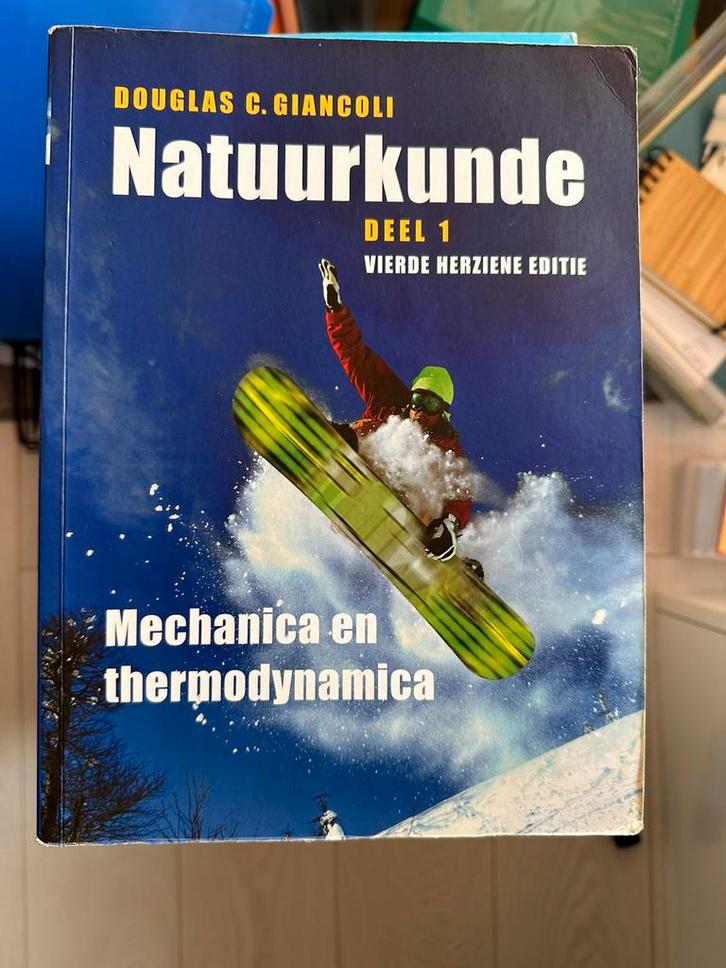 DOUGLAS C. GIANCOLI
Natuurkunde
DEEL 1
VIERDE HERZIENE EDITIE
Mechanica en
thermodynamica